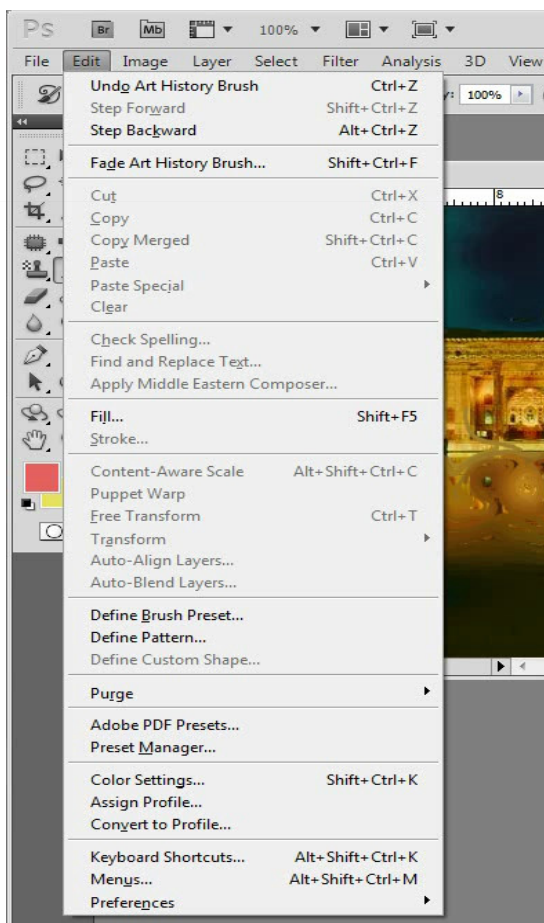 Ps Br Mb 100%
File Edit Image Layer Select Filter Analysis 3D View
Undo Art History Brush Ctrl+Z
y: 100%
Step Forward Shift+Ctrl+Z
Step Backward Alt+Ctrl+Z
Fade Art History Brush... Shift+Ctrl+F
Cut Ctrl+X
8
Copy Ctrl+C
Copy Merged Shift+Ctrl+C
Paste Ctrl+V
Paste Special
Clear
Check Spelling...
Find and Replace Text...
Apply Middle Eastern Composer...
Fill... Shift+F5
Stroke...
Content-Aware Scale Alt+Shift+Ctrl+C
Puppet Warp
Free Transform Ctrl+T
Transform
Auto-Align Layers...
Auto-Blend Layers...
Define Brush Preset...
Define Pattern...
Define Custom Shape...
Purge
Adobe PDF Presets...
Preset Manager...
Color Settings... Shift+Ctrl+K
Assign Profile...
Convert to Profile...
Keyboard Shortcuts... Alt+Shift+Ctrl+K
Menus... Alt+Shift+Ctrl+M
Preferences